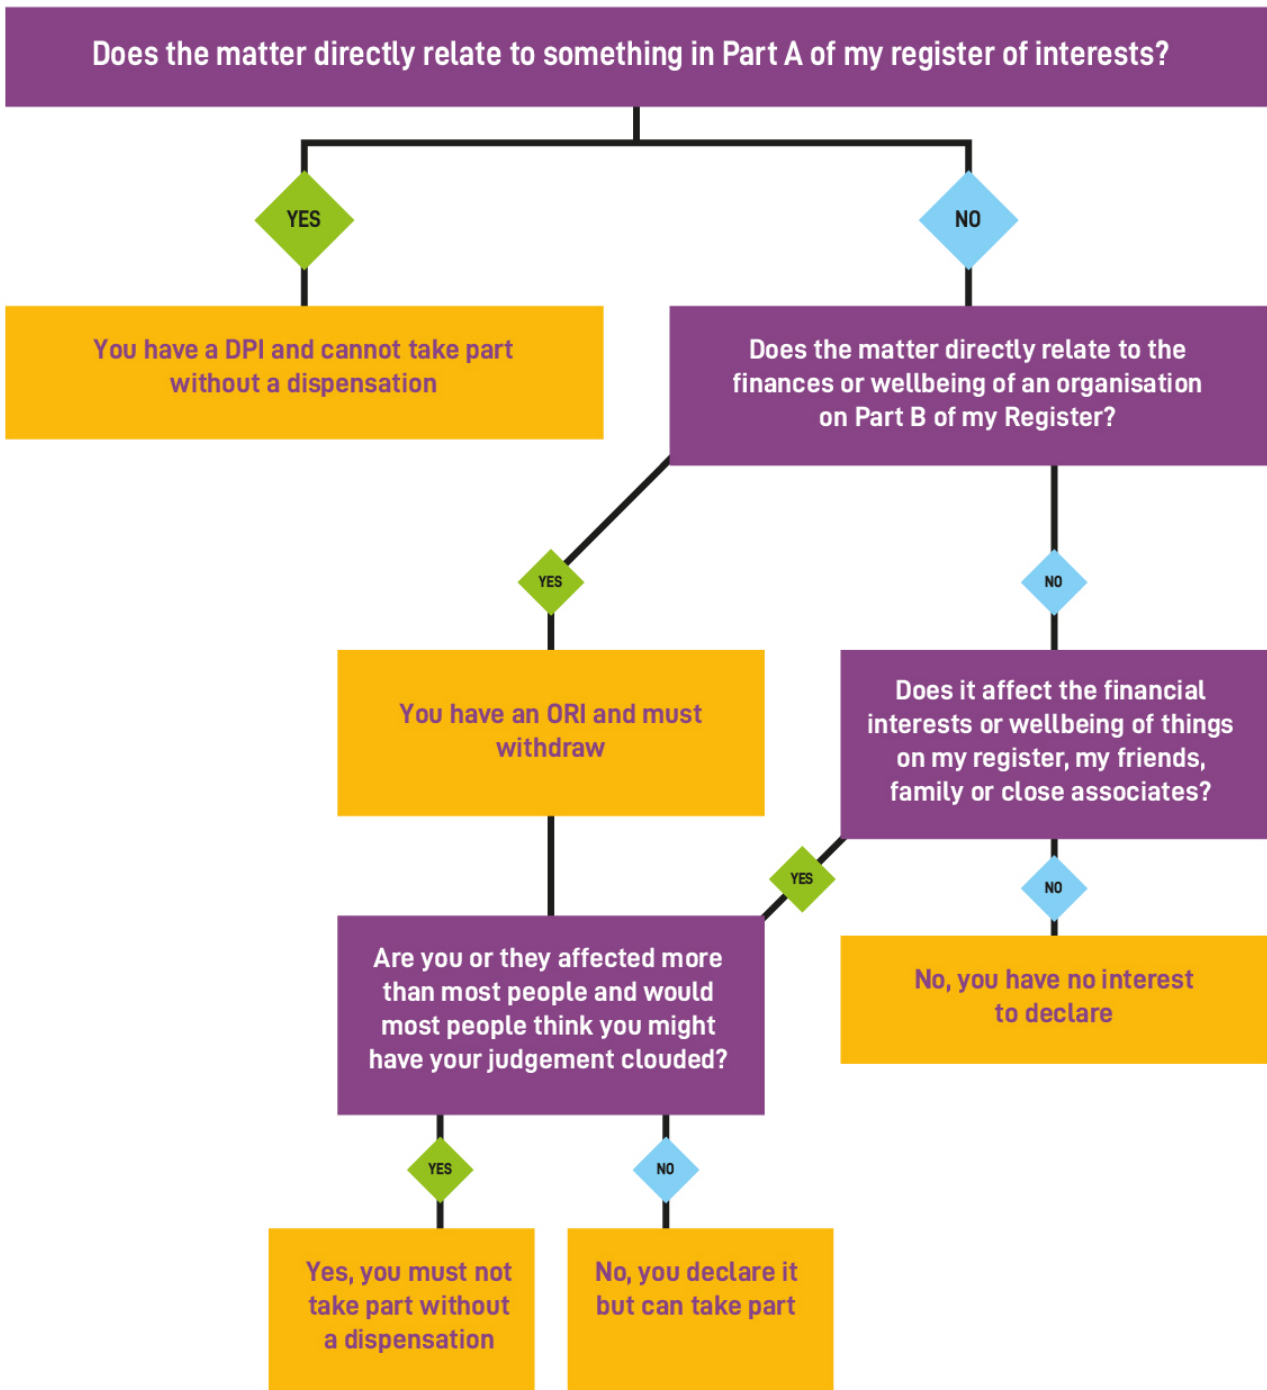 Does the matter directly relate to something in Part A of my register of interests?
YES
NO
You have a DPI and cannot take part
without a dispensation
Does the matter directly relate to the
finances or wellbeing of an organisation
on Part B of my Register?
YES
NO
You have an ORI and must
withdraw
Does it affect the financial
interests or wellbeing of things
on my register, my friends,
family or close associates?
YES
NO
Are you or they affected more
than most people and would
most people think you might
have your judgement clouded?
No, you have no interest
to declare
YES
NO
Yes, you must not
take part without
a dispensation
No, you declare it
but can take part